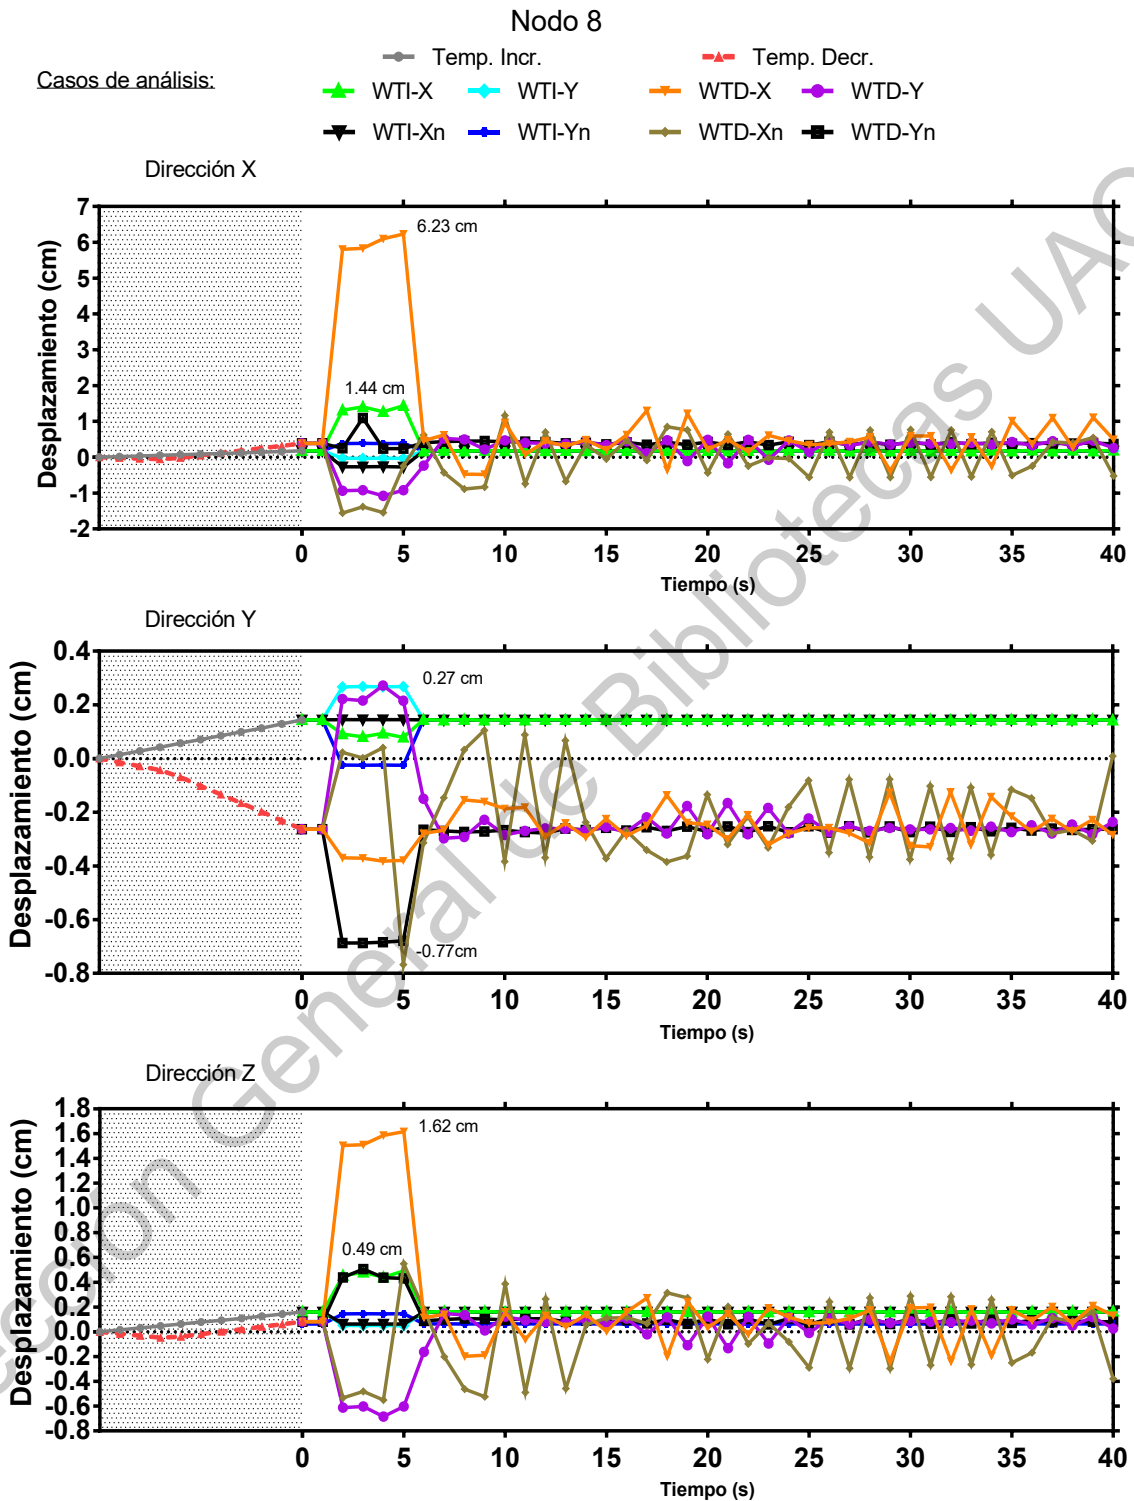 Nodo 8
Temp. Incr. Temp. Decr.
Casos de análisis:
WTI-X WTI-Y WTD-X WTD-Y
WTI-Xn WTI-Yn WTD-Xn WTD-Yn
Dirección X
Desplazamiento (cm)
7
6
5
4
3
2
1
0
-1
-2
6.23 cm
1.44 cm
0 5 10 15 20 25 30 35 40
Tiempo (s)
Dirección Y
Desplazamiento (cm)
0.4
0.2
0.0
-0.2
-0.4
-0.6
-0.8
0.27 cm
-0.77cm
0 5 10 15 20 25 30 35 40
Tiempo (s)
Dirección Z
Desplazamiento (cm)
1.8
1.6
1.4
1.2
1.0
0.8
0.6
0.4
0.2
0.0
-0.2
-0.4
-0.6
-0.8
1.62 cm
0.49 cm
0 5 10 15 20 25 30 35 40
Tiempo (s)
General de Bibliotecas UAQ